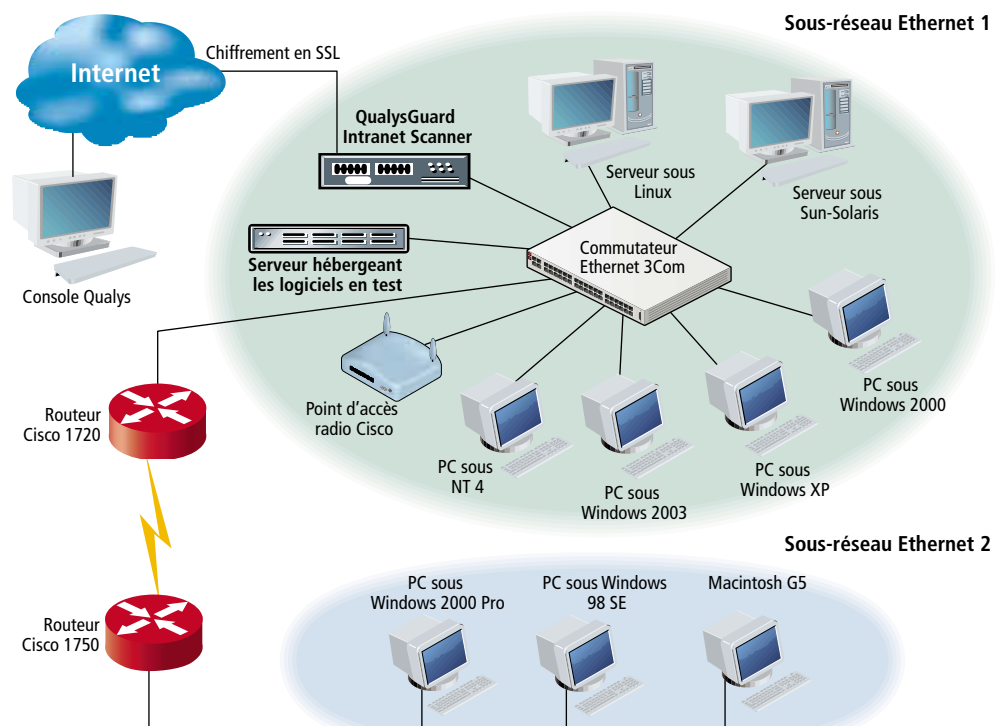 Sous-réseau Ethernet 1
Internet
Chiffrement en SSL
QualysGuard
Intranet Scanner
Serveur sous
Linux
Serveur sous
Sun-Solaris
Console Qualys
Serveur hébergeant
les logiciels en test
Commutateur
Ethernet 3Com
Routeur
Cisco 1720
Point d'accès
radio Cisco
PC sous
NT 4
PC sous
Windows 2003
PC sous
Windows XP
PC sous
Windows 2000
Sous-réseau Ethernet 2
Routeur
Cisco 1750
PC sous
Windows 2000 Pro
PC sous Windows
98 SE
Macintosh G5